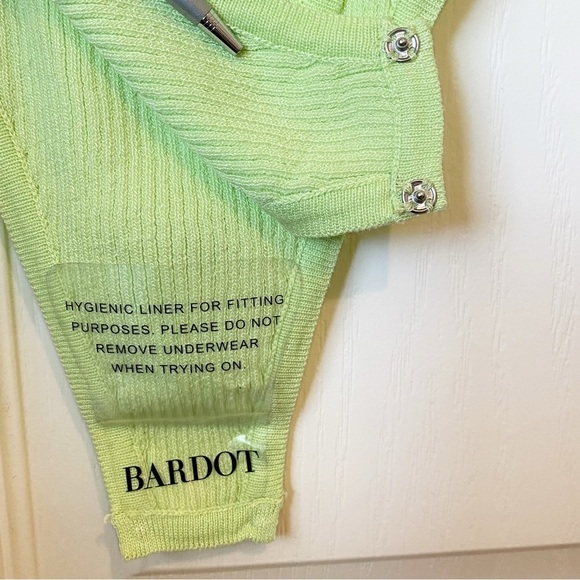 HYGIENIC LINER FOR FITTING
PURPOSES. PLEASE DO NOT
REMOVE UNDERWEAR
WHEN TRYING ON.
BARDOT